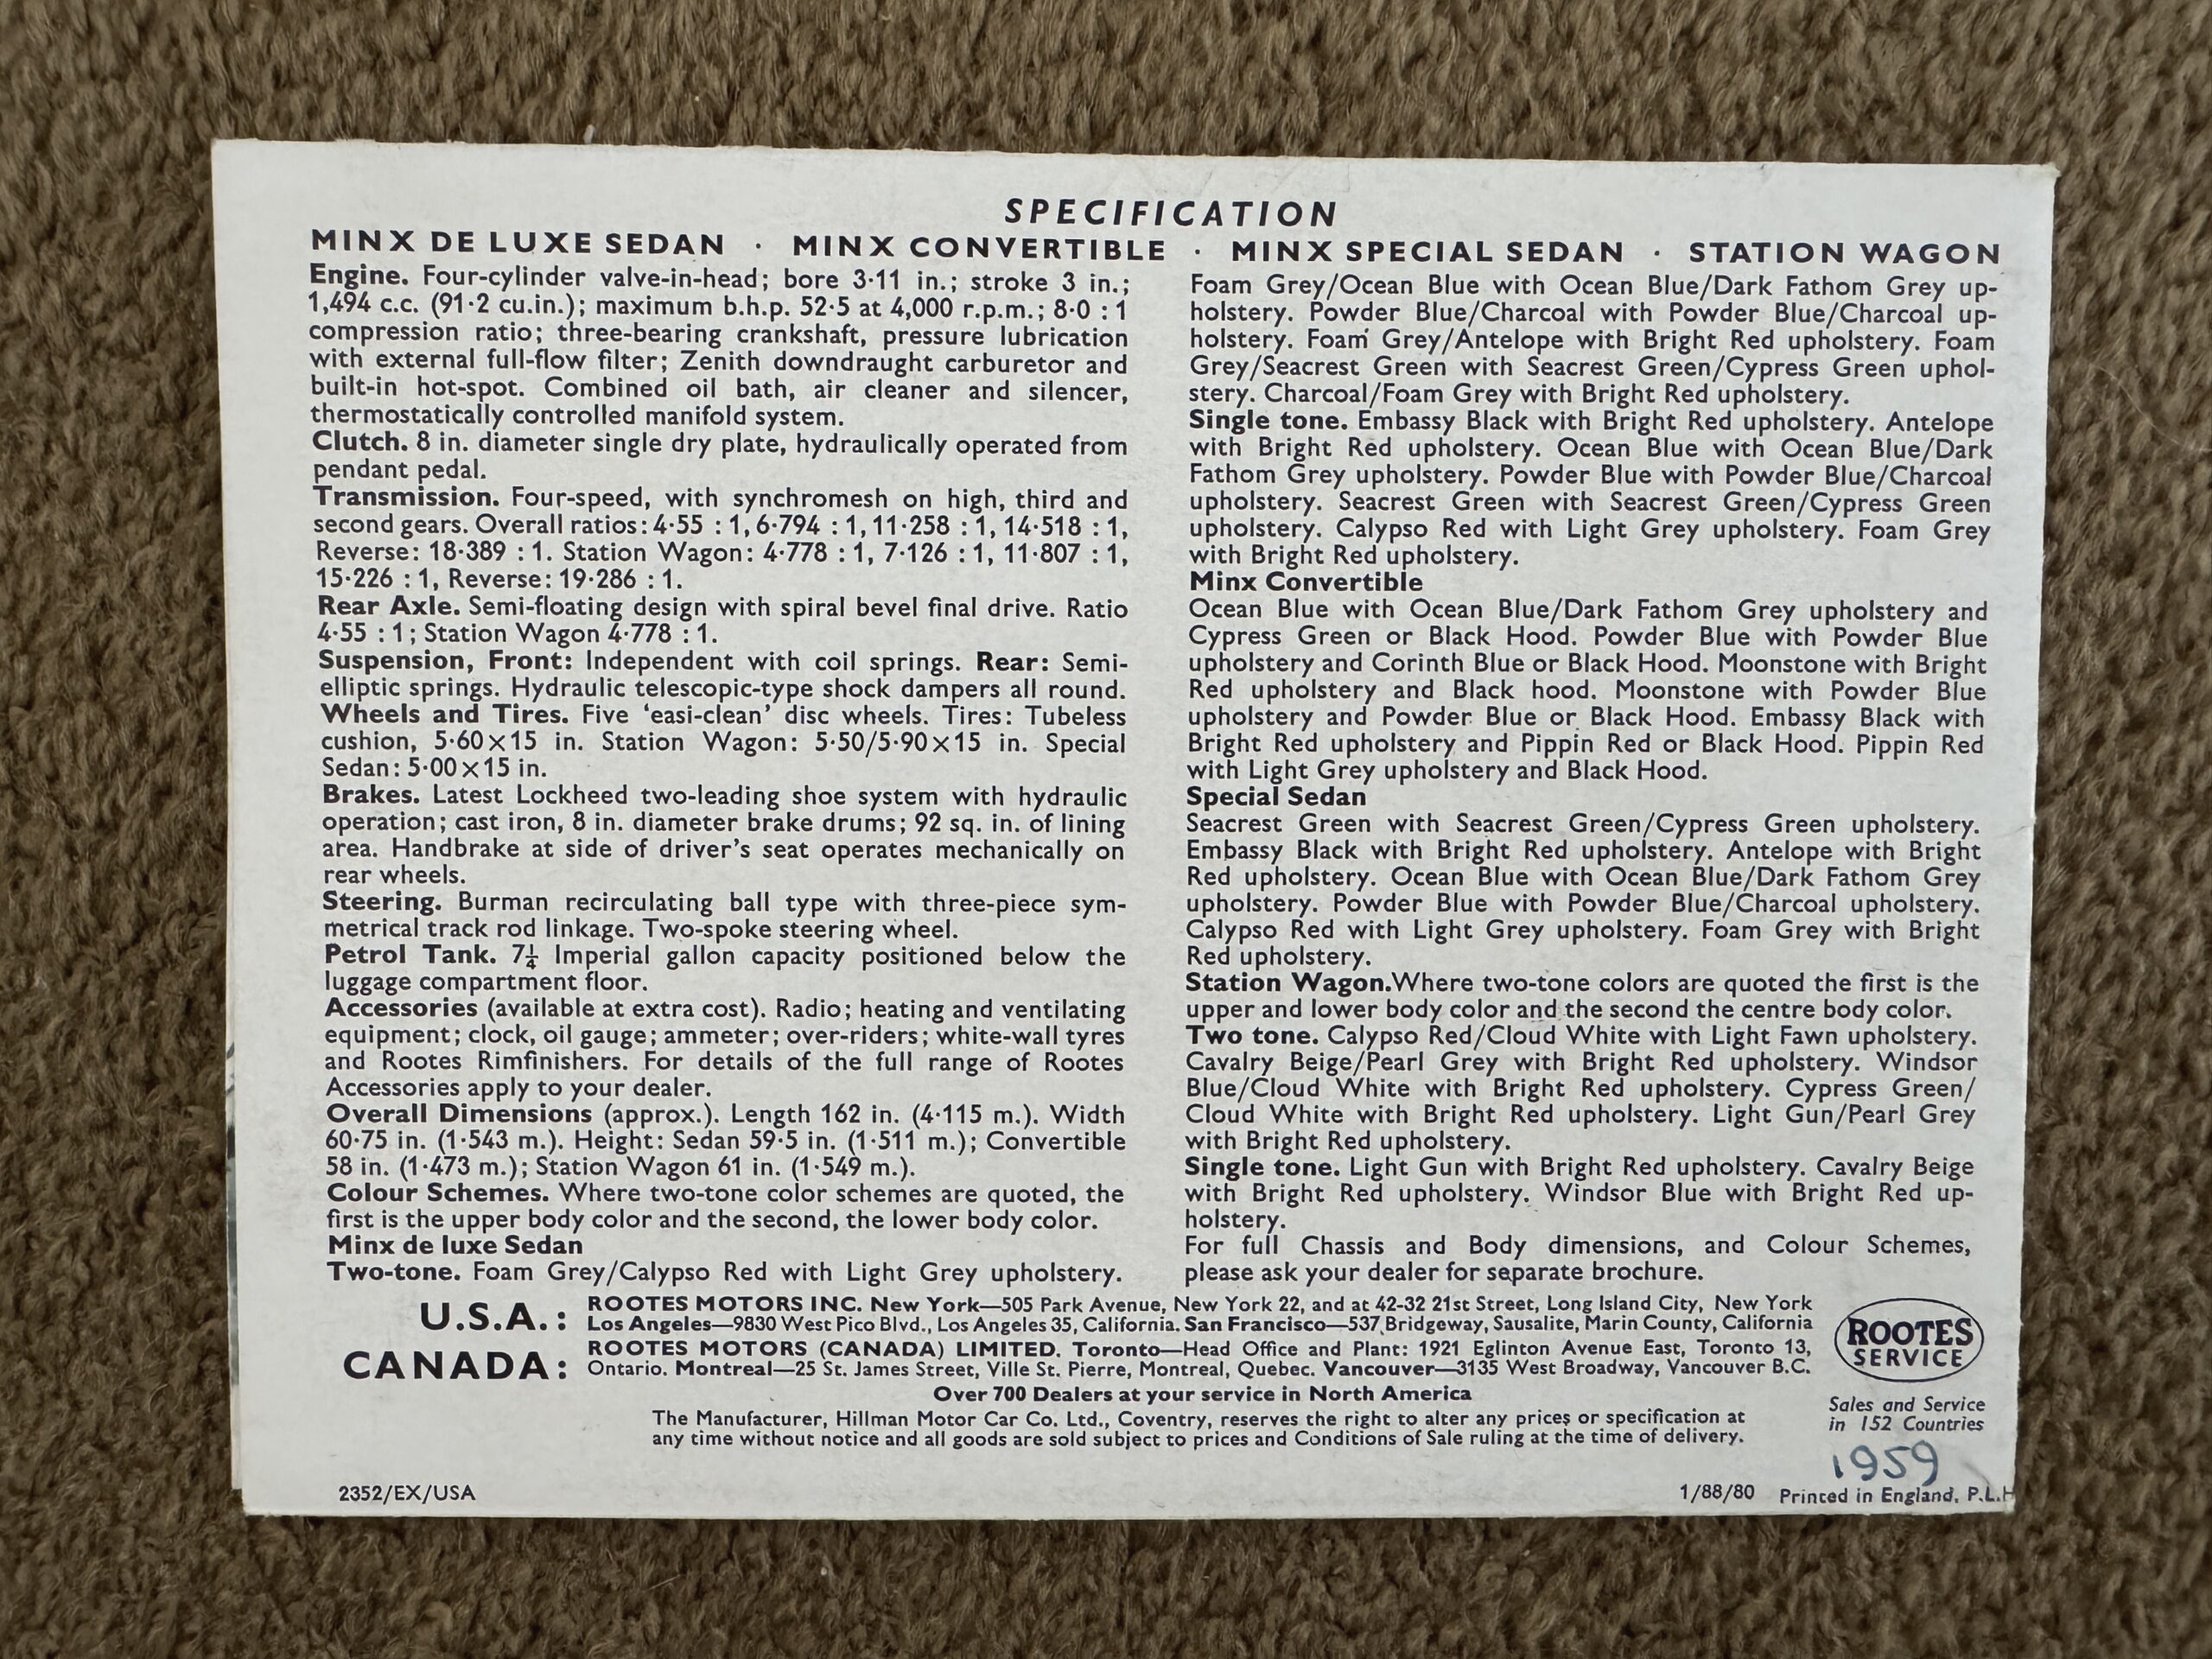 SPECIFICATION
MINX DE LUXE SEDAN · MINX CONVERTIBLE · MINX SPECIAL SEDAN · STATION WAGON
Engine. Four-cylinder valve-in-head; bore 3·11 in.; stroke 3 in.;
1,494 c.c. (91·2 cu.in.); maximum b.h.p. 52·5 at 4,000 r.p.m.; 8·0 : 1
compression ratio; three-bearing crankshaft, pressure lubrication
with external full-flow filter; Zenith downdraught carburetor and
built-in hot-spot. Combined oil bath, air cleaner and silencer,
thermostatically controlled manifold system.
Clutch. 8 in. diameter single dry plate, hydraulically operated from
pendant pedal.
Transmission. Four-speed, with synchromesh on high, third and
second gears. Overall ratios: 4·55 : 1, 6·794 : 1, 11·258 : 1, 14·518 : 1,
Reverse: 18·389 : 1. Station Wagon: 4·778 : 1, 7·126 : 1, 11·807 : 1,
15·226 : 1, Reverse: 19·286 : 1.
Rear Axle. Semi-floating design with spiral bevel final drive. Ratio
4·55 : 1; Station Wagon 4·778 : 1.
Suspension, Front: Independent with coil springs. Rear: Semi-
elliptic springs. Hydraulic telescopic-type shock dampers all round.
Wheels and Tires. Five ‘easi-clean’ disc wheels. Tires: Tubeless
cushion, 5·60×15 in. Station Wagon: 5·50/5·90×15 in. Special
Sedan: 5·00×15 in.
Brakes. Latest Lockheed two-leading shoe system with hydraulic
operation; cast iron, 8 in. diameter brake drums; 92 sq. in. of lining
area. Handbrake at side of driver’s seat operates mechanically on
rear wheels.
Steering. Burman recirculating ball type with three-piece sym-
metrical track rod linkage. Two-spoke steering wheel.
Petrol Tank. 7¼ Imperial gallon capacity positioned below the
luggage compartment floor.
Accessories (available at extra cost). Radio; heating and ventilating
equipment; clock, oil gauge; ammeter; over-riders; white-wall tyres
and Rootes Rimfinishers. For details of the full range of Rootes
Accessories apply to your dealer.
Overall Dimensions (approx.). Length 162 in. (4·115 m.). Width
60·75 in. (1·543 m.). Height: Sedan 59·5 in. (1·511 m.); Convertible
58 in. (1·473 m.); Station Wagon 61 in. (1·549 m.).
Colour Schemes. Where two-tone color schemes are quoted, the
first is the upper body color and the second, the lower body color.
Minx de luxe Sedan
Two-tone. Foam Grey/Calypso Red with Light Grey upholstery.
Foam Grey/Ocean Blue with Ocean Blue/Dark Fathom Grey up-
holstery. Powder Blue/Charcoal with Powder Blue/Charcoal up-
holstery. Foam Grey/Antelope with Bright Red upholstery. Foam
Grey/Seacrest Green with Seacrest Green/Cypress Green uphol-
stery. Charcoal/Foam Grey with Bright Red upholstery.
Single tone. Embassy Black with Bright Red upholstery. Antelope
with Bright Red upholstery. Ocean Blue with Ocean Blue/Dark
Fathom Grey upholstery. Powder Blue with Powder Blue/Charcoal
upholstery. Seacrest Green with Seacrest Green/Cypress Green
upholstery. Calypso Red with Light Grey upholstery. Foam Grey
with Bright Red upholstery.
Minx Convertible
Ocean Blue with Ocean Blue/Dark Fathom Grey upholstery and
Cypress Green or Black Hood. Powder Blue with Powder Blue
upholstery and Corinth Blue or Black Hood. Moonstone with Bright
Red upholstery and Black hood. Moonstone with Powder Blue
upholstery and Powder Blue or Black Hood. Embassy Black with
Bright Red upholstery and Pippin Red or Black Hood. Pippin Red
with Light Grey upholstery and Black Hood.
Special Sedan
Seacrest Green with Seacrest Green/Cypress Green upholstery.
Embassy Black with Bright Red upholstery. Antelope with Bright
Red upholstery. Ocean Blue with Ocean Blue/Dark Fathom Grey
upholstery. Powder Blue with Powder Blue/Charcoal upholstery.
Calypso Red with Light Grey upholstery. Foam Grey with Bright
Red upholstery.
Station Wagon.Where two-tone colors are quoted the first is the
upper and lower body color and the second the centre body color.
Two tone. Calypso Red/Cloud White with Light Fawn upholstery.
Cavalry Beige/Pearl Grey with Bright Red upholstery. Windsor
Blue/Cloud White with Bright Red upholstery. Cypress Green/
Cloud White with Bright Red upholstery. Light Gun/Pearl Grey
with Bright Red upholstery.
Single tone. Light Gun with Bright Red upholstery. Cavalry Beige
with Bright Red upholstery. Windsor Blue with Bright Red up-
holstery.
For full Chassis and Body dimensions, and Colour Schemes,
please ask your dealer for separate brochure.
U.S.A.: ROOTES MOTORS INC. New York—505 Park Avenue, New York 22, and at 42-32 21st Street, Long Island City, New York
Los Angeles—9830 West Pico Blvd., Los Angeles 35, California. San Francisco—537 Bridgeway, Sausalite, Marin County, California
CANADA: ROOTES MOTORS (CANADA) LIMITED. Toronto—Head Office and Plant: 1921 Eglinton Avenue East, Toronto 13,
Ontario. Montreal—25 St. James Street, Ville St. Pierre, Montreal, Quebec. Vancouver—3135 West Broadway, Vancouver B.C.
ROOTES
SERVICE
Over 700 Dealers at your service in North America
The Manufacturer, Hillman Motor Car Co. Ltd., Coventry, reserves the right to alter any prices or specification at
any time without notice and all goods are sold subject to prices and Conditions of Sale ruling at the time of delivery.
Sales and Service
in 152 Countries
1959
2352/EX/USA
1/88/80 Printed in England, P.L.H